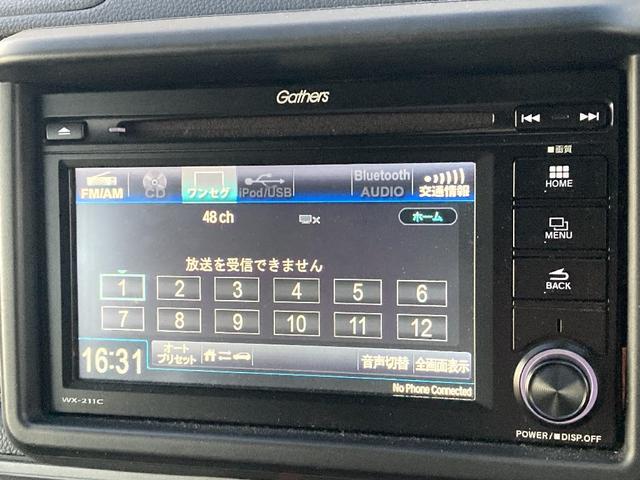 Gathers
画質
HOME
MENU
BACK
FM/AM
CD
ワンセグ
iPod/USB
Bluetooth
AUDIO
交通情報
48 ch
ホーム
放送を受信できません
1 2 3 4 5 6
7 8 9 10 11 12
16:31
オート
プリセット
音声切替
全画面表示
No Phone Connected
WX-211C
POWER/■DISP.OFF